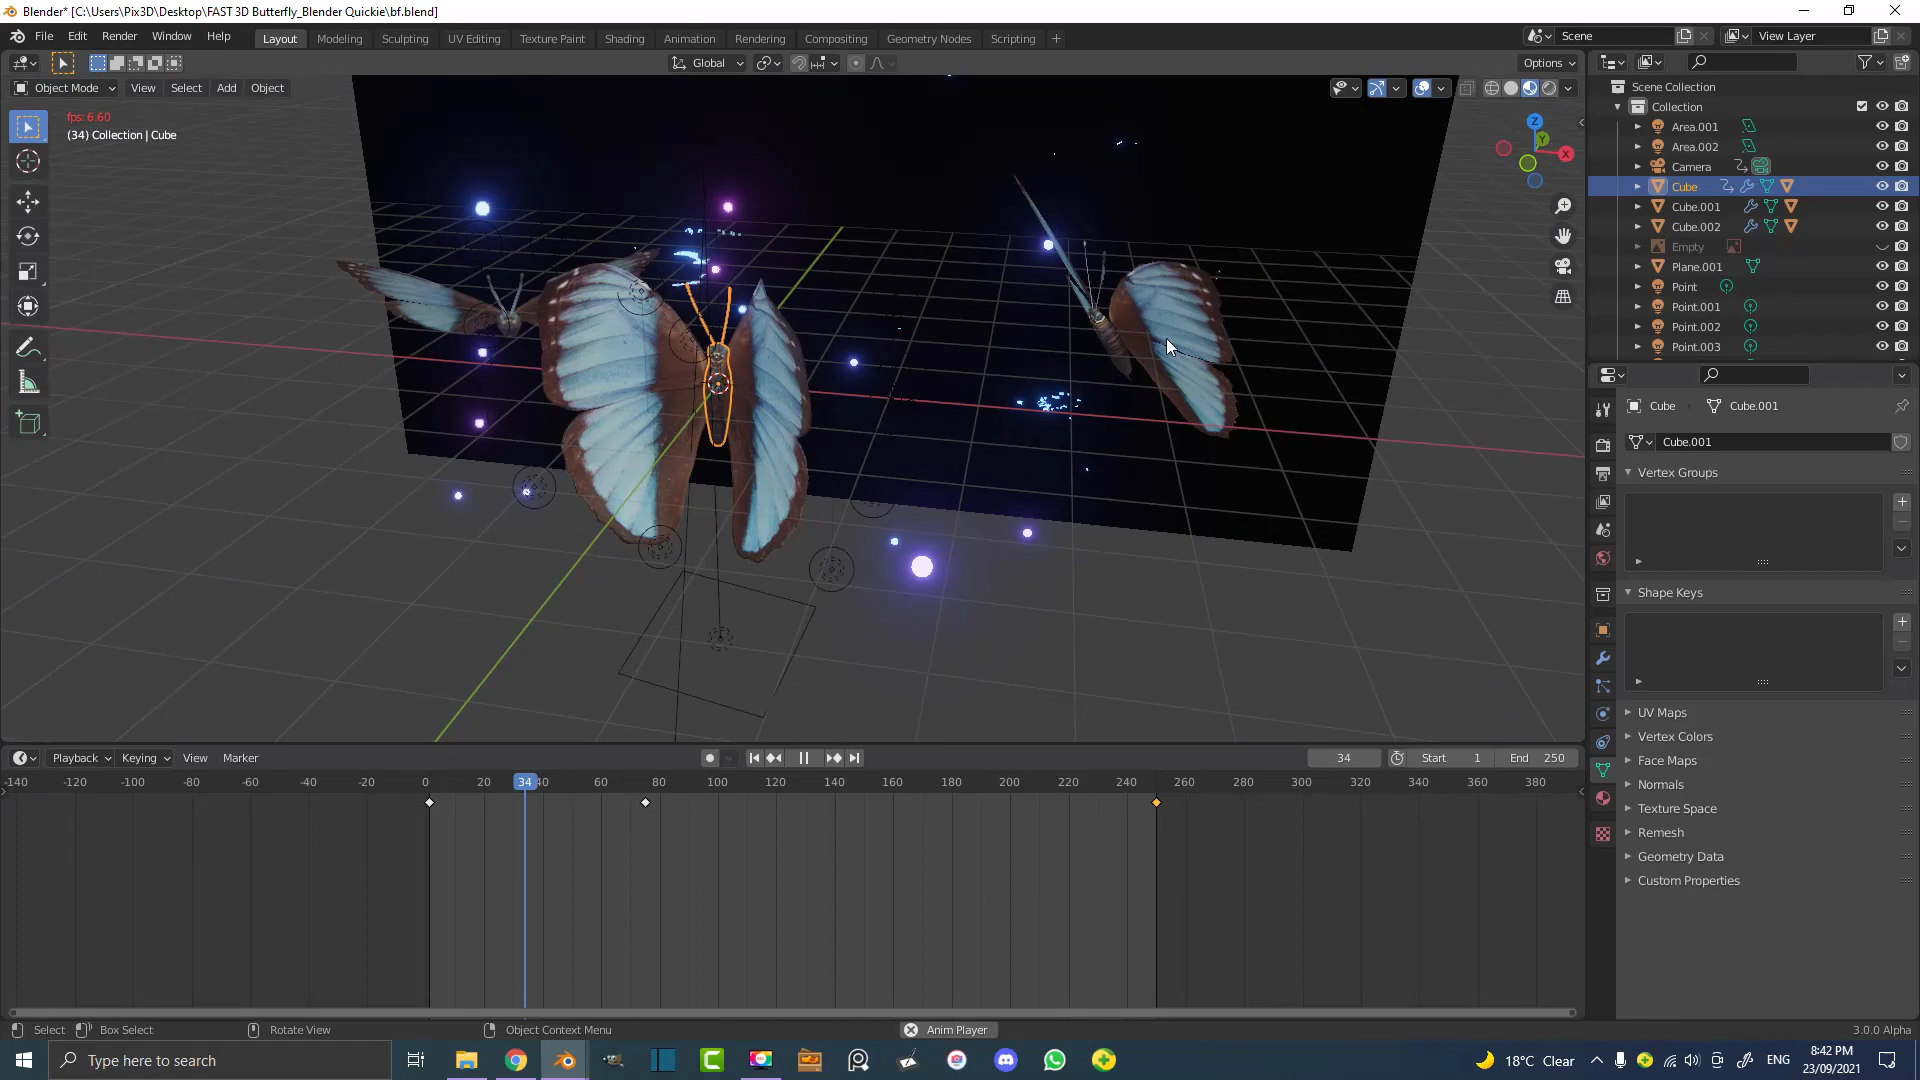 Blender* [C:\Users\Pix3D\Desktop\FAST 3D Butterfly_Blender Quickie\bf.blend]
File Edit Render Window Help Layout Modeling Sculpting UV Editing Texture Paint Shading Animation Rendering Compositing Geometry Nodes Scripting + Scene View Layer
Global Options
Object Mode View Select Add Object
fps: 6.60
(34) Collection | Cube
Z
Y
X
Scene Collection
Collection
Area.001
Area.002
Camera
Cube
Cube.001
Cube.002
Empty
Plane.001
Point
Point.001
Point.002
Point.003
Cube Cube.001
Cube.001
Vertex Groups
Shape Keys
UV Maps
Vertex Colors
Face Maps
Normals
Texture Space
Remesh
Geometry Data
Custom Properties
Playback Keying View Marker 34 Start 1 End 250
-140 -120 -100 -80 -60 -40 -20 0 20 34 40 60 80 100 120 140 160 180 200 220 240 260 280 300 320 340 360 380
Select Box Select Rotate View Object Context Menu Anim Player 3.0.0 Alpha
Type here to search 18°C Clear ENG 8:42 PM
23/09/2021